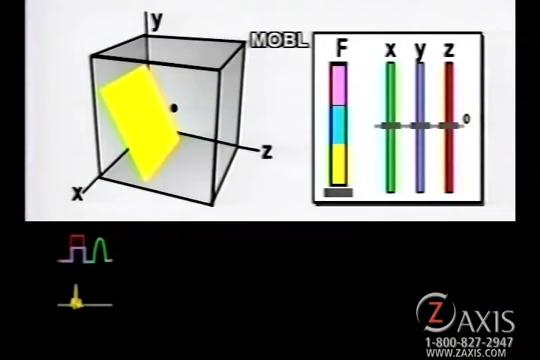 y
MOBL
F
x y z
0
z
x
Z AXIS
1-800-827-2947
WWW.ZAXIS.COM